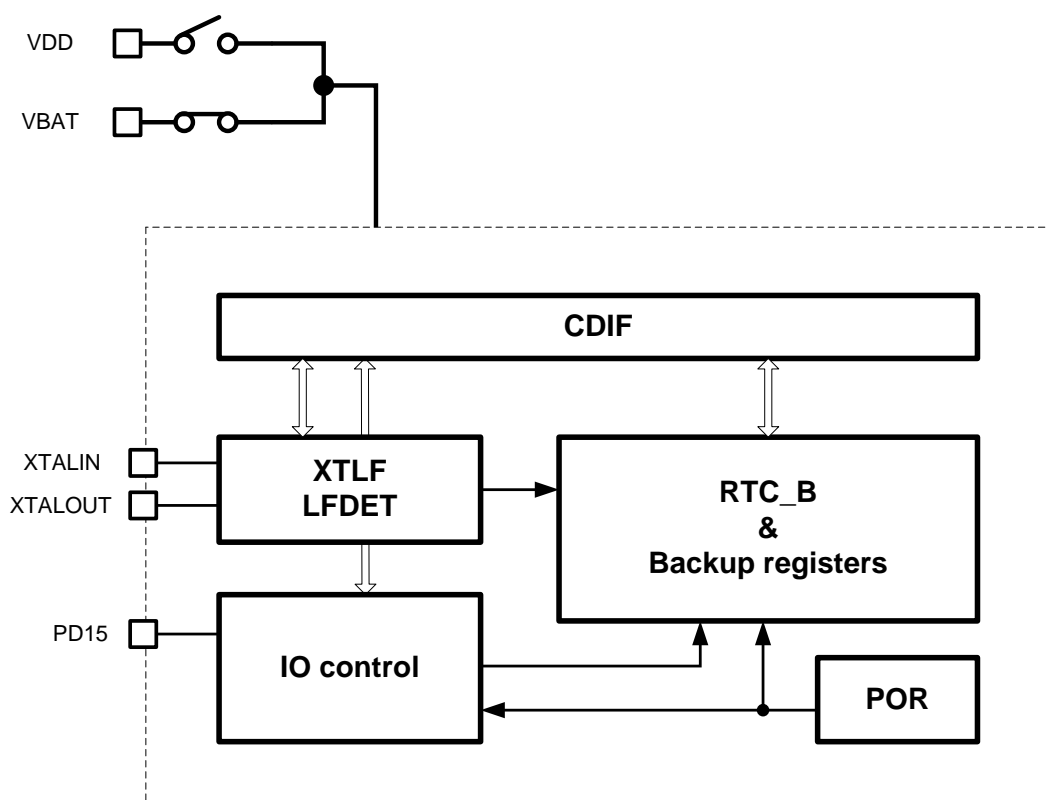 VDD
VBAT
CDIF
XTALIN
XTALOUT
XTLF
LFDET
RTC_B
&
Backup registers
PD15
IO control
POR